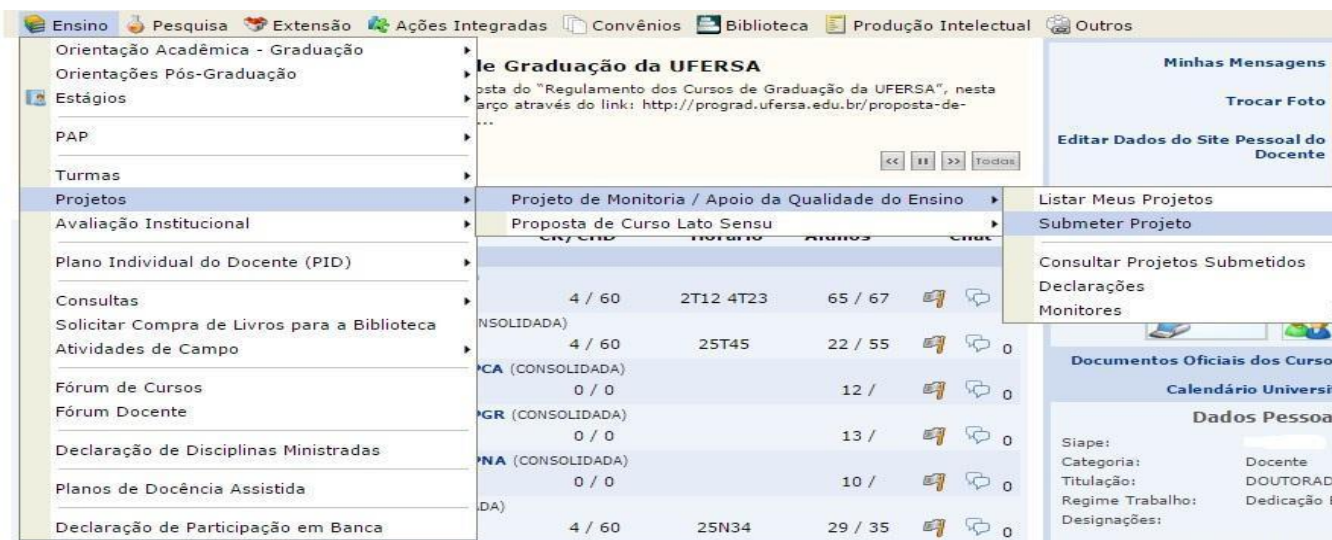 Ensino Pesquisa Extensão Ações Integradas Convênios Biblioteca Produção Intelectual Outros
Orientação Acadêmica - Graduação
Orientações Pós-Graduação
Estágios
PAP
Turmas
Projetos
Avaliação Institucional
Plano Individual do Docente (PID)
Consultas
Solicitar Compra de Livros para a Biblioteca
Atividades de Campo
Fórum de Cursos
Fórum Docente
Declaração de Disciplinas Ministradas
Planos de Docência Assistida
Declaração de Participação em Banca
le Graduação da UFERSA
osta do "Regulamento dos Cursos de Graduação da UFERSA", nesta
arço através do link: http://prograd.ufersa.edu.br/proposta-de-
...
<< >> Todas
Projeto de Monitoria / Apoio da Qualidade do Ensino
Proposta de Curso Lato Sensu
Listar Meus Projetos
Submeter Projeto
Consultar Projetos Submetidos
Declarações
Monitores
4 / 60 2T12 4T23 65 / 67
NSOLIDADA)
4 / 60 25T45 22 / 55 0
PCA (CONSOLIDADA)
0 / 0 12 / 0
PGR (CONSOLIDADA)
0 / 0 13 / 0
PNA (CONSOLIDADA)
0 / 0 10 / 0
DA)
4 / 60 25N34 29 / 35 0
Minhas Mensagens
Trocar Foto
Editar Dados do Site Pessoal do
Docente
Documentos Oficiais dos Curso
Calendário Universi
Dados Pessoa
Siape:
Categoria: Docente
Titulação: DOUTORAD
Regime Trabalho: Dedicação
Designações: